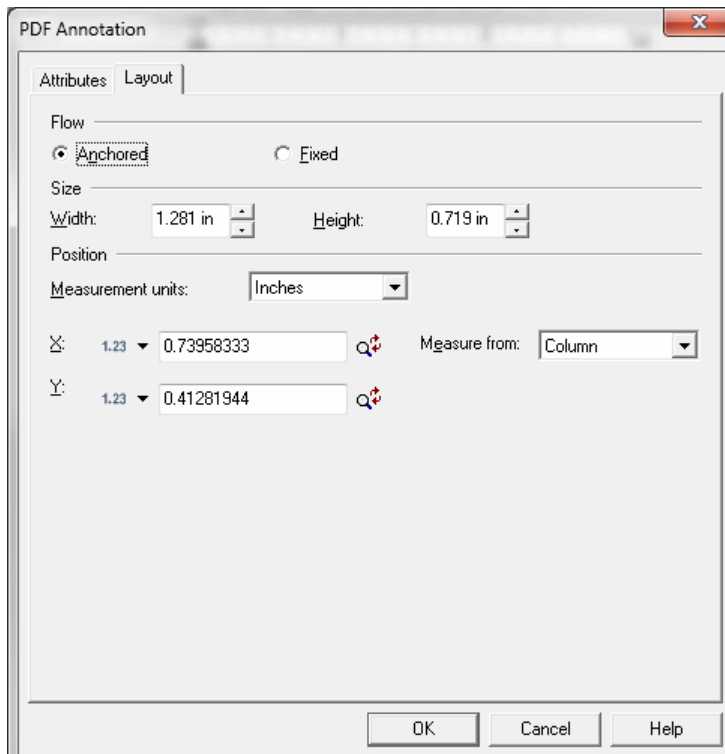 PDF Annotation
Attributes Layout
Flow
Anchored Fixed
Size
Width: 1.281 in Height: 0.719 in
Position
Measurement units: Inches
X: 1.23 0.73958333 Measure from: Column
Y: 1.23 0.41281944
OK Cancel Help